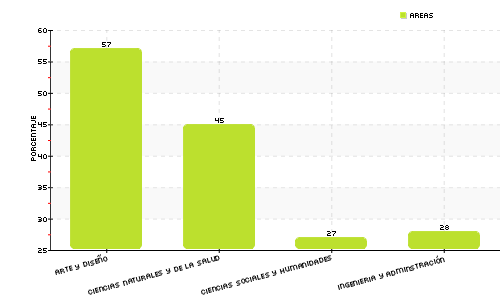 AREAS
PORCENTAJE
60
55
50
45
40
35
30
25
57
45
27
28
ARTE Y DISEÑO
CIENCIAS NATURALES Y DE LA SALUD
CIENCIAS SOCIALES Y HUMANIDADES
INGENIERIA Y ADMINSTRACIÓN